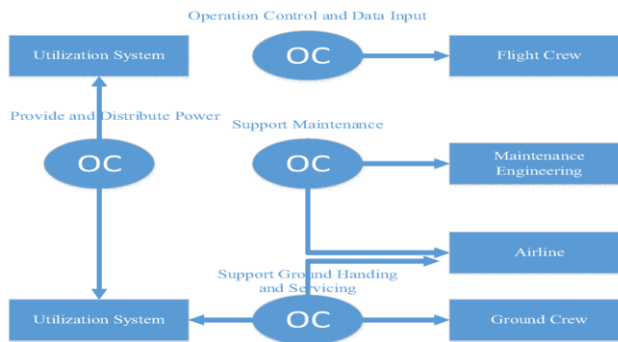 Operation Control and Data Input
Utilization System
OC
Flight Crew
Provide and Distribute Power
Support Maintenance
OC
OC
Maintenance
Engineering
Airline
Support Ground Handing
and Servicing
Utilization System
OC
Ground Crew